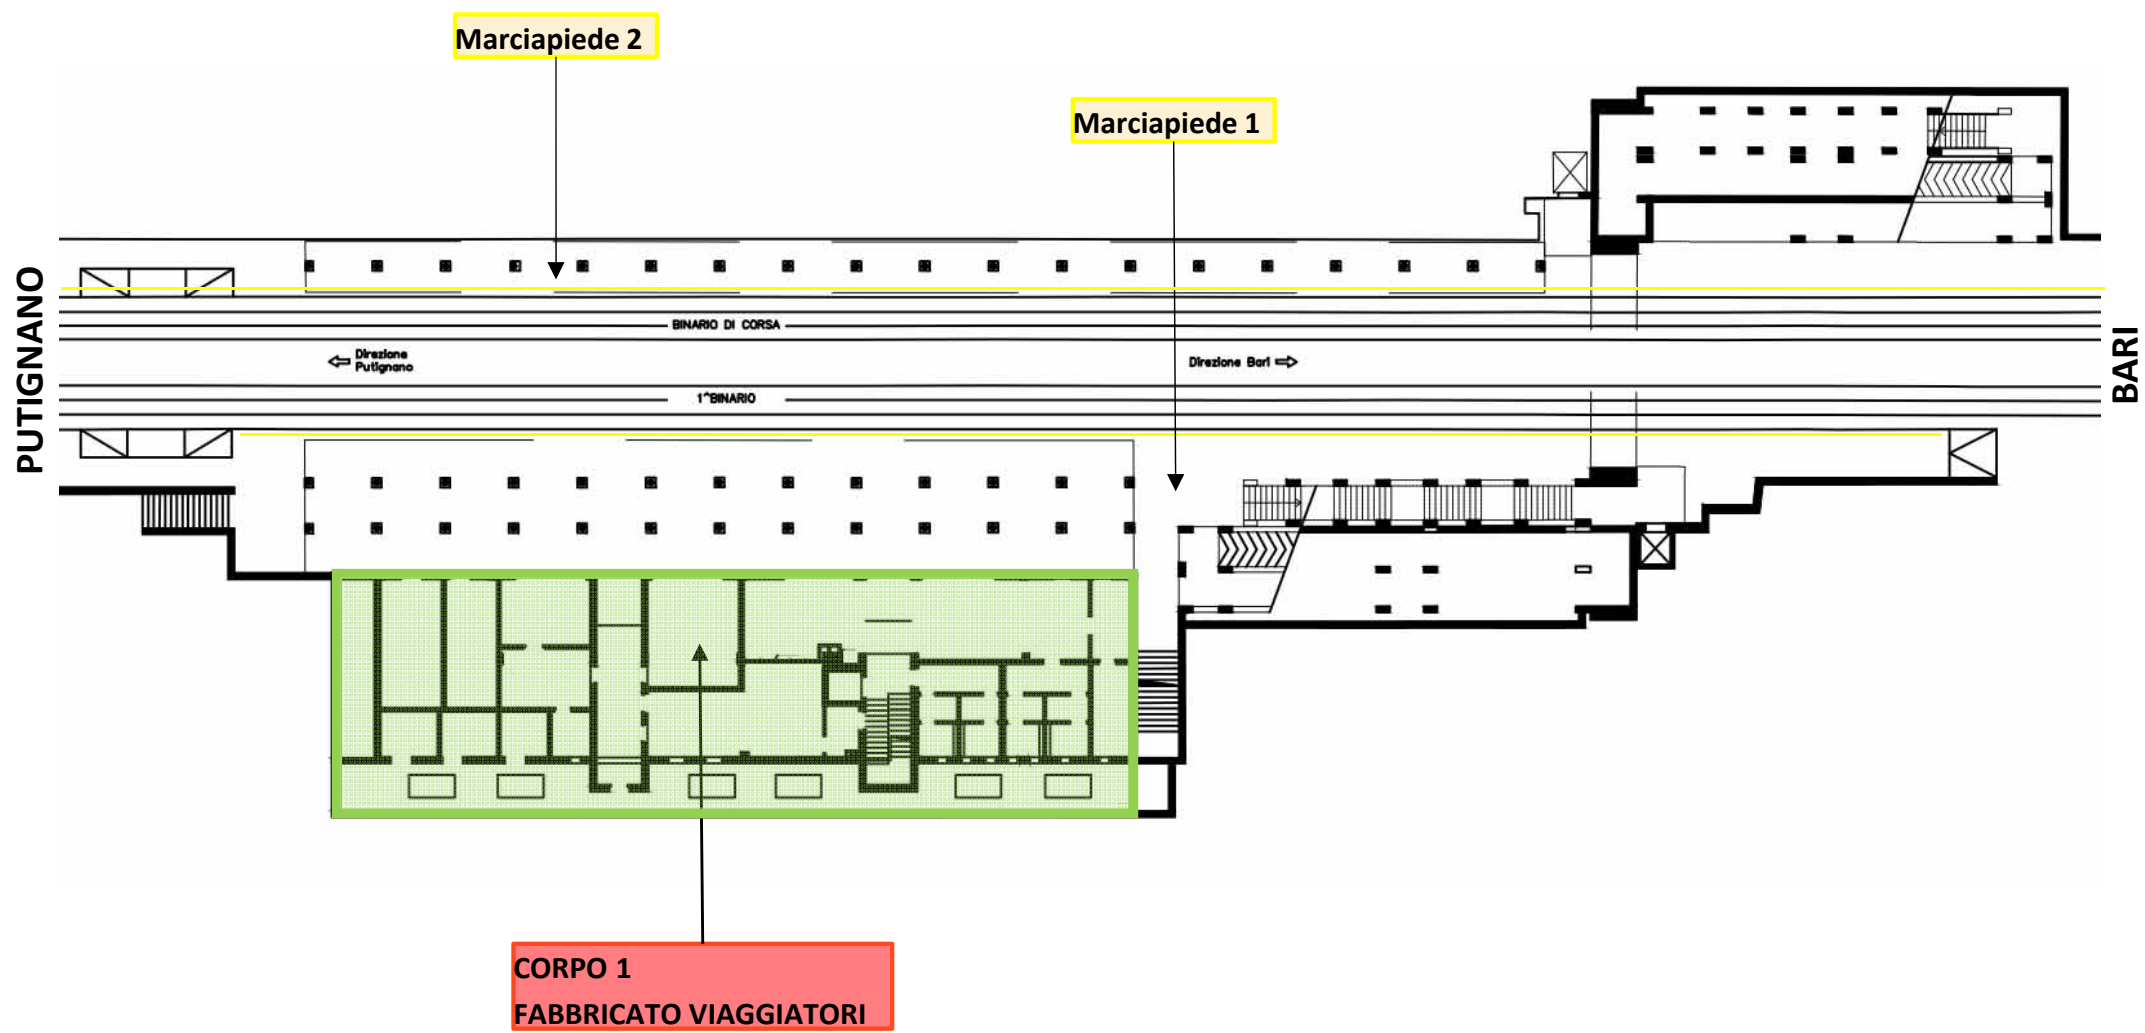 Marciapiede 2
Marciapiede 1
PUTIGNANO
BINARIO DI CORSA
Direzione
Putignano
Direzione Bari
BARI
1^BINARIO
CORPO 1
FABBRICATO VIAGGIATORI